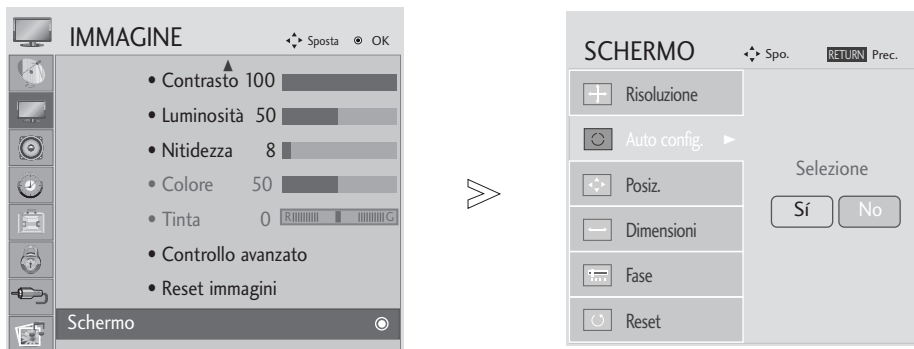 IMMAGINE
Sposta OK
• Contrasto 100
• Luminosità 50
• Nitidezza 8
• Colore 50
• Tinta 0 R G
• Controllo avanzato
• Reset immagini
Schermo
SCHERMO
Spo. RETURN Prec.
Risoluzione
Auto config.
Posiz.
Dimensioni
Fase
Reset
Selezione
Sí No